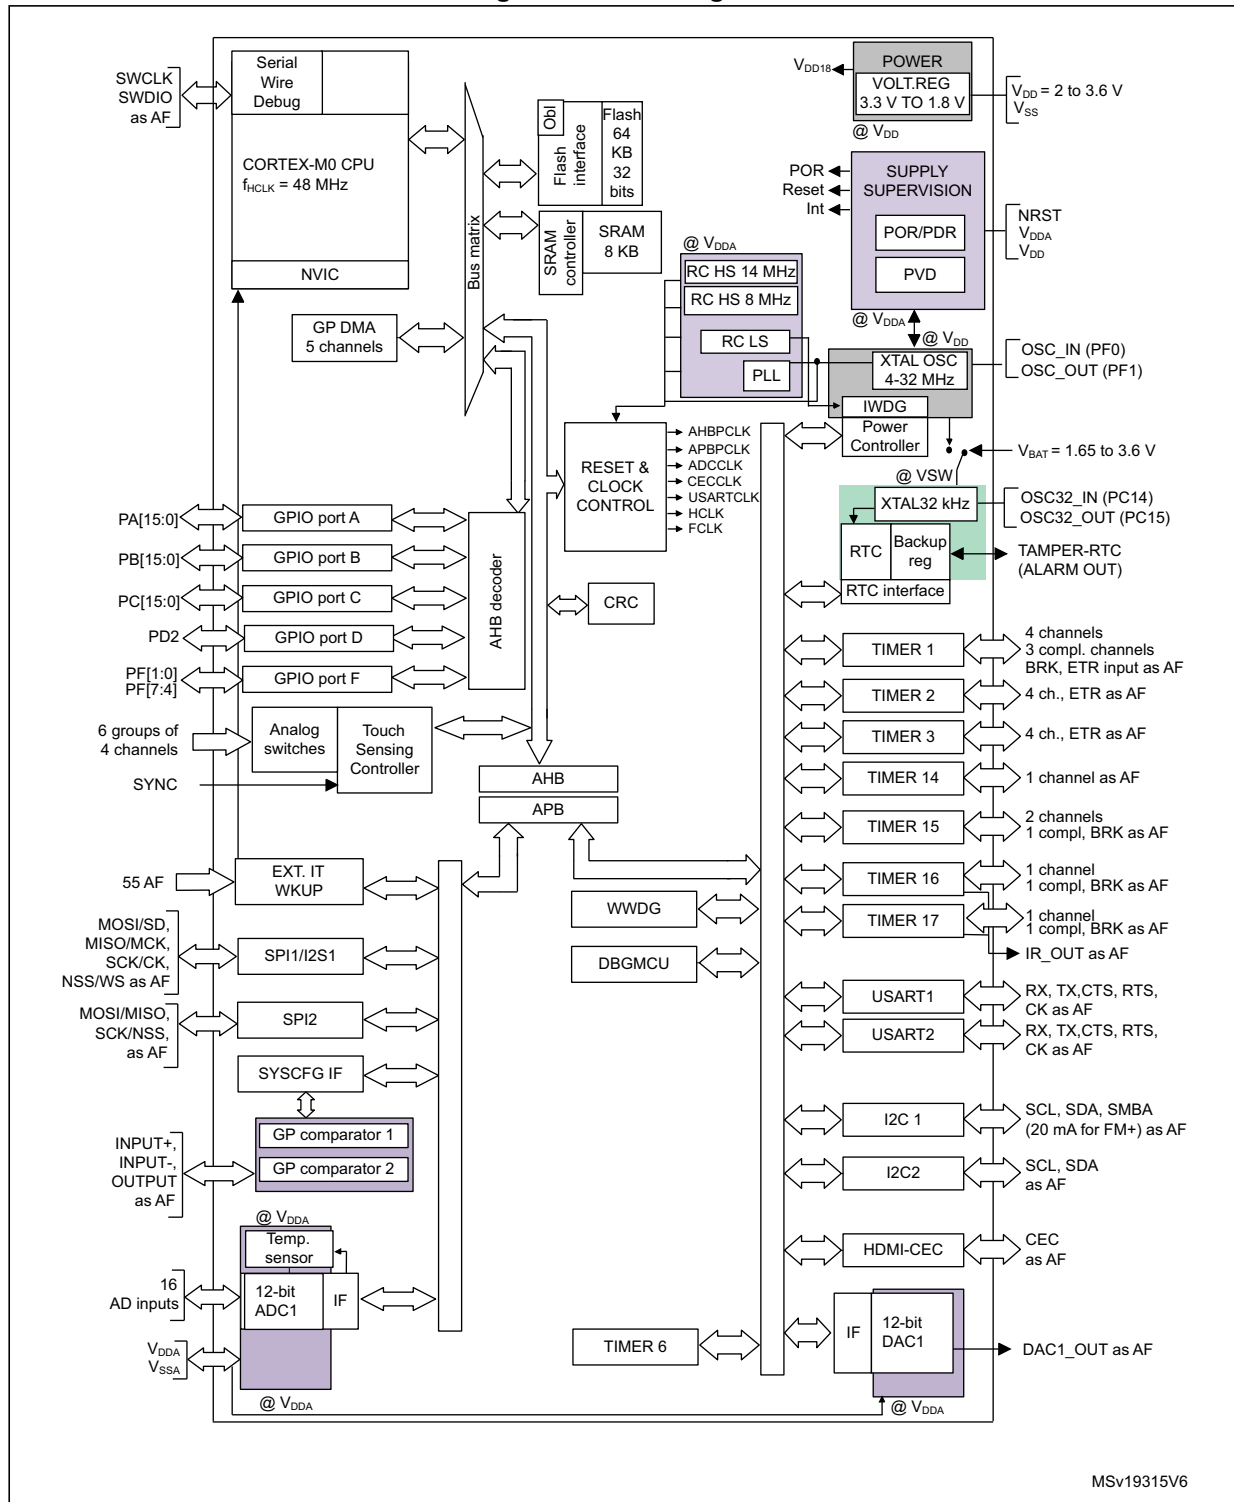 SWCLK
SWDIO
as AF
Serial
Wire
Debug
CORTEX-M0 CPU
fHCLK = 48 MHz
NVIC
GP DMA
5 channels
Bus matrix
Obl
Flash
interface
Flash
64
KB
32
bits
SRAM
controller
SRAM
8 KB
POWER
VDD18
VOLT.REG
3.3 V TO 1.8 V
@ VDD
VDD = 2 to 3.6 V
VSS
SUPPLY
SUPERVISION
POR
Reset
Int
POR/PDR
PVD
NRST
VDDA
VDD
@ VDDA
@ VDDA
RC HS 14 MHz
RC HS 8 MHz
RC LS
PLL
@ VDD
XTAL OSC
4-32 MHz
OSC_IN (PF0)
OSC_OUT (PF1)
IWDG
Power
Controller
VBAT = 1.65 to 3.6 V
@ VSW
XTAL32 kHz
OSC32_IN (PC14)
OSC32_OUT (PC15)
RTC
Backup
reg
TAMPER-RTC
(ALARM OUT)
RTC interface
RESET &
CLOCK
CONTROL
AHBPCLK
APBPCLK
ADCCLK
CECCLK
USARTCLK
HCLK
FCLK
PA[15:0]
GPIO port A
PB[15:0]
GPIO port B
PC[15:0]
GPIO port C
PD2
GPIO port D
PF[1:0]
PF[7:4]
GPIO port F
AHB decoder
CRC
6 groups of
4 channels
Analog
switches
Touch
Sensing
Controller
SYNC
AHB
APB
55 AF
EXT. IT
WKUP
MOSI/SD,
MISO/MCK,
SCK/CK,
NSS/WS as AF
SPI1/I2S1
MOSI/MISO,
SCK/NSS,
as AF
SPI2
SYSCFG IF
INPUT+,
INPUT-,
OUTPUT
as AF
GP comparator 1
GP comparator 2
@ VDDA
Temp.
sensor
16
AD inputs
12-bit
ADC1
IF
VDDA
VSSA
@ VDDA
WWDG
DBGMCU
TIMER 6
TIMER 1
4 channels
3 compl. channels
BRK, ETR input as AF
TIMER 2
4 ch., ETR as AF
TIMER 3
4 ch., ETR as AF
TIMER 14
1 channel as AF
TIMER 15
2 channels
1 compl, BRK as AF
TIMER 16
1 channel
1 compl, BRK as AF
TIMER 17
1 channel
1 compl, BRK as AF
IR_OUT as AF
USART1
RX, TX,CTS, RTS,
CK as AF
USART2
RX, TX,CTS, RTS,
CK as AF
I2C 1
SCL, SDA, SMBA
(20 mA for FM+) as AF
I2C2
SCL, SDA
as AF
HDMI-CEC
CEC
as AF
IF
12-bit
DAC1
DAC1_OUT as AF
@ VDDA
MSv19315V6